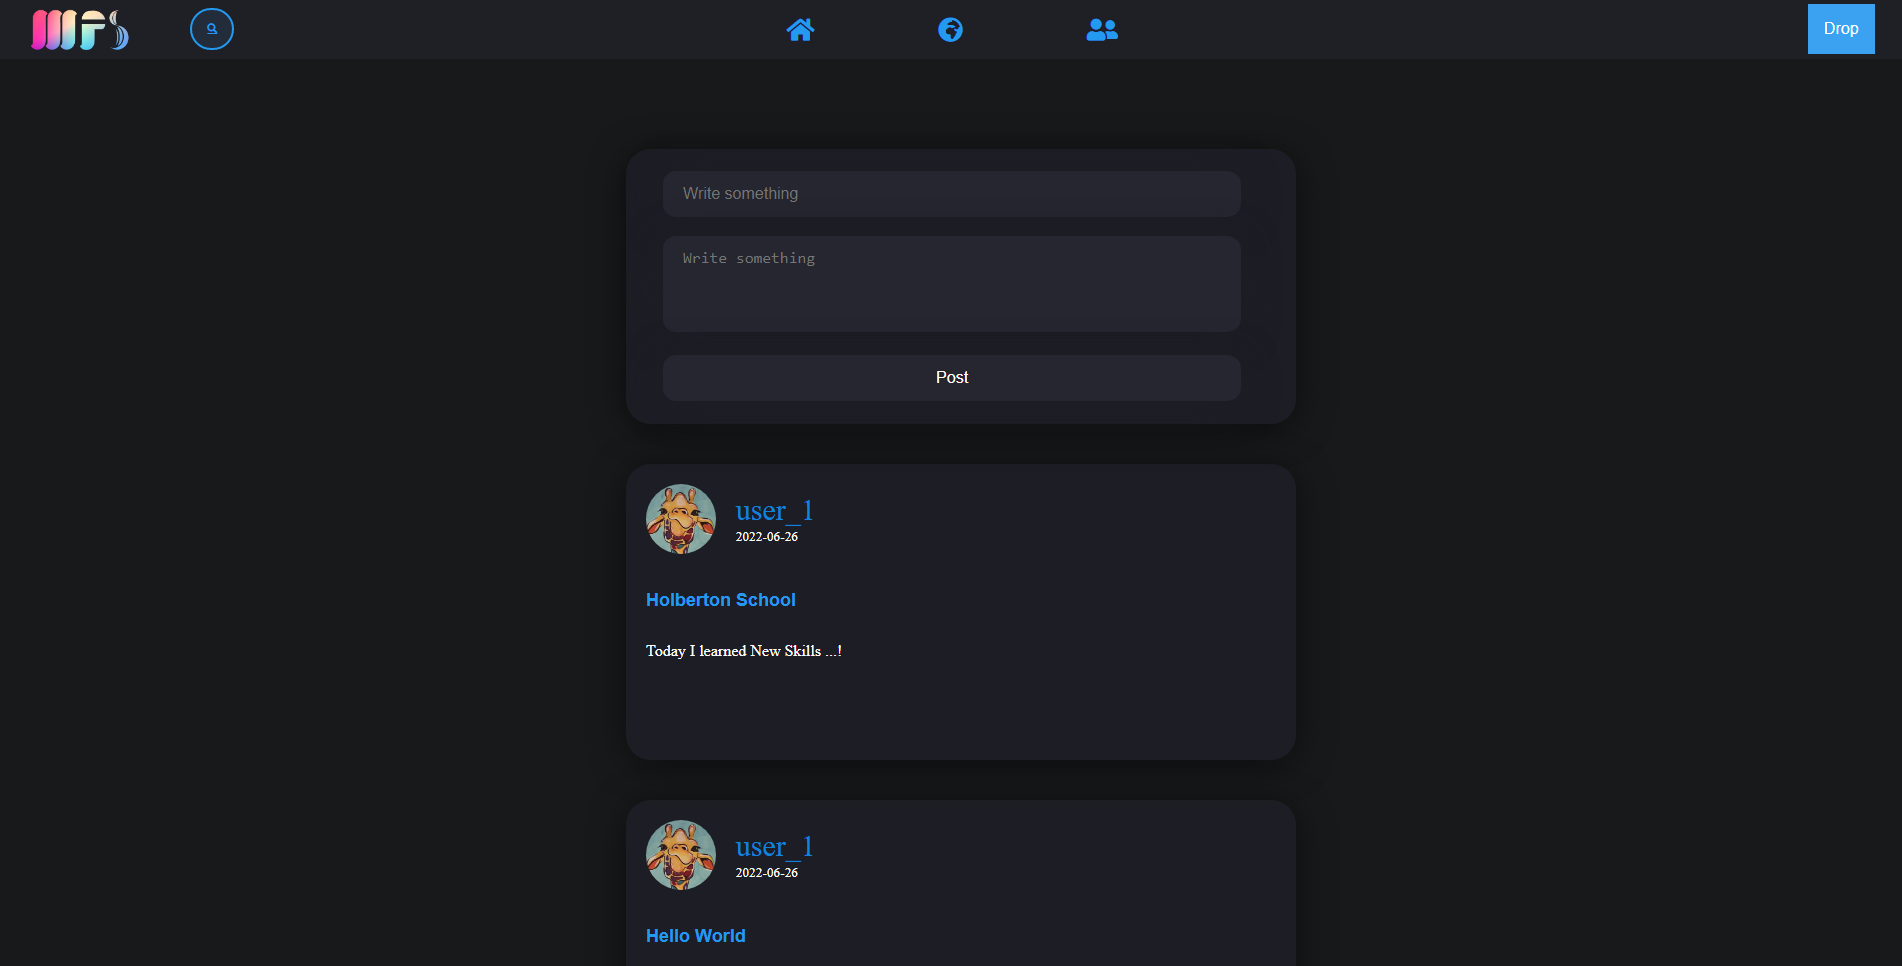 MFS
Drop
Write something
Write something
Post
user_1
2022-06-26
Holberton School
Today I learned New Skills ...!
user_1
2022-06-26
Hello World